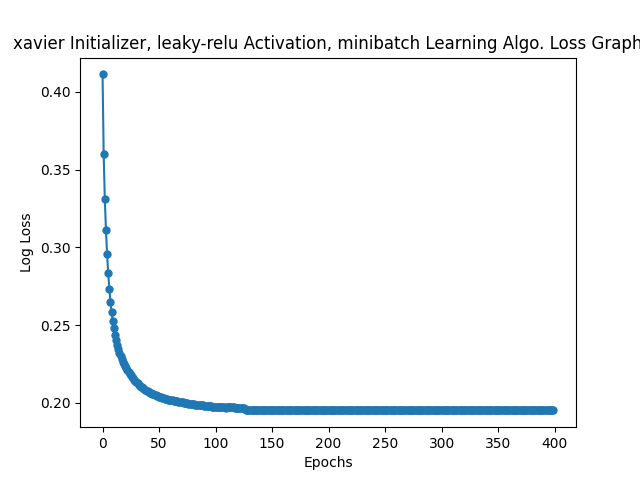 xavier Initializer, leaky-relu Activation, minibatch Learning Algo. Loss Graph
Log Loss
0.40
0.35
0.30
0.25
0.20
0 50 100 150 200 250 300 350 400
Epochs